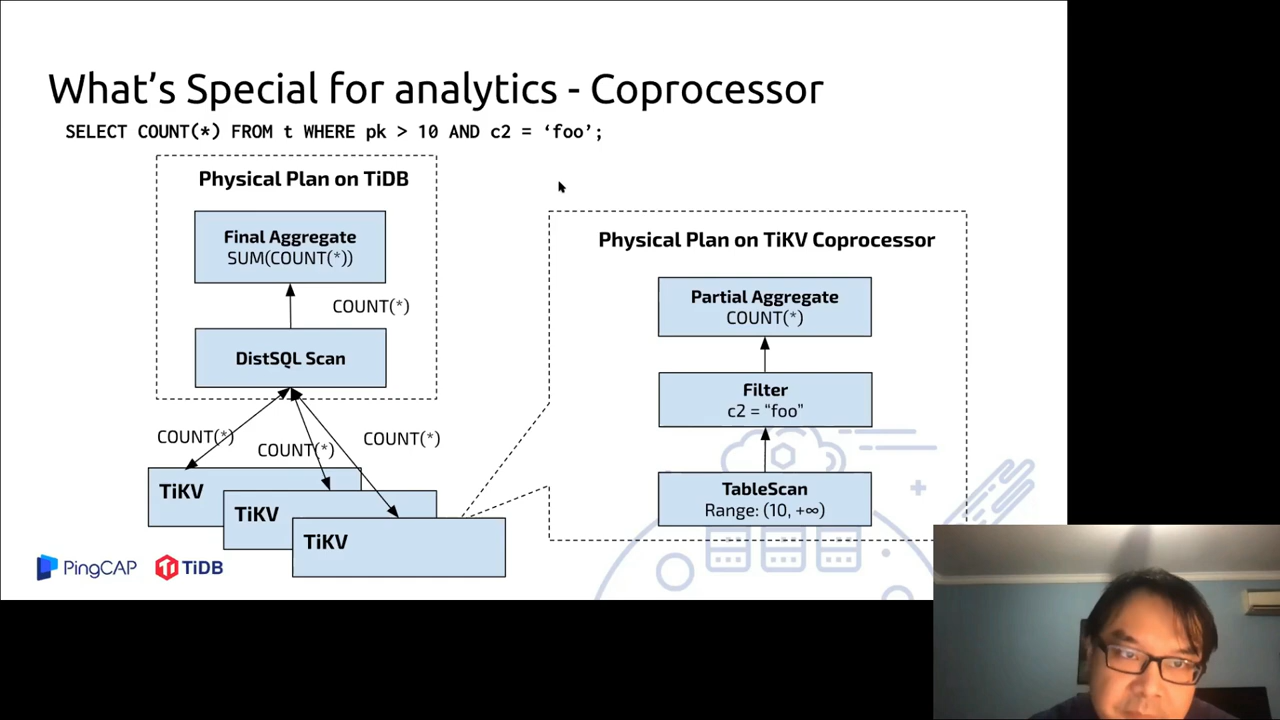 What's Special for analytics - Coprocessor
SELECT COUNT(*) FROM t WHERE pk > 10 AND c2 = ‘foo’;
Physical Plan on TiDB
Final Aggregate
SUM(COUNT(*))
COUNT(*)
DistSQL Scan
COUNT(*)
COUNT(*)
COUNT(*)
TiKV
TiKV
TiKV
Physical Plan on TiKV Coprocessor
Partial Aggregate
COUNT(*)
Filter
c2 = “foo”
TableScan
Range: (10, +∞)
PingCAP
TiDB